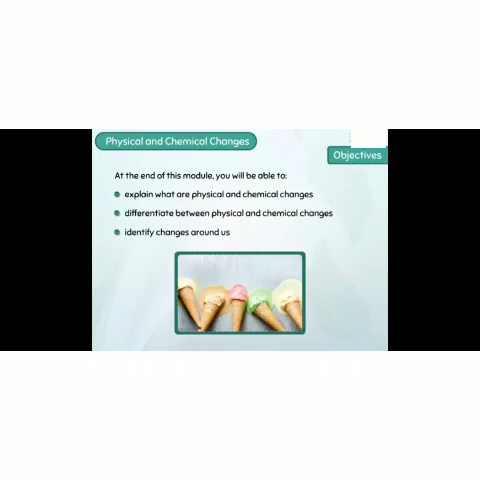 Physical and Chemical Changes
Objectives
At the end of this module, you will be able to:
explain what are physical and chemical changes
differentiate between physical and chemical changes
identify changes around us